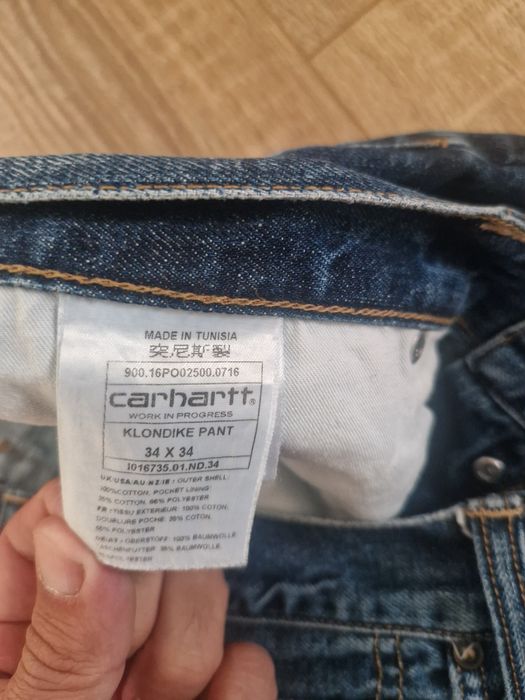 MADE IN TUNISIA
突尼斯製
900.16PO02500.0716
carhartt.
WORK IN PROGRESS
KLONDIKE PANT
34 X 34
I016735.01.ND.34
UK/USA/AU/NZ/IE : OUTER SHELL
100%COTTON, POCKET LINING
35% COTTON, 65% POLYESTER
FR : TISSU EXTERIEUR: 100% COTON,
DOUBLURE POCHE: 35% COTON,
65% POLYESTER
DE/AT : OBERSTOFF: 100% BAUMWOLLE
TASCHENFUTTER: 35% BAUMWOLLE
POLYESTER